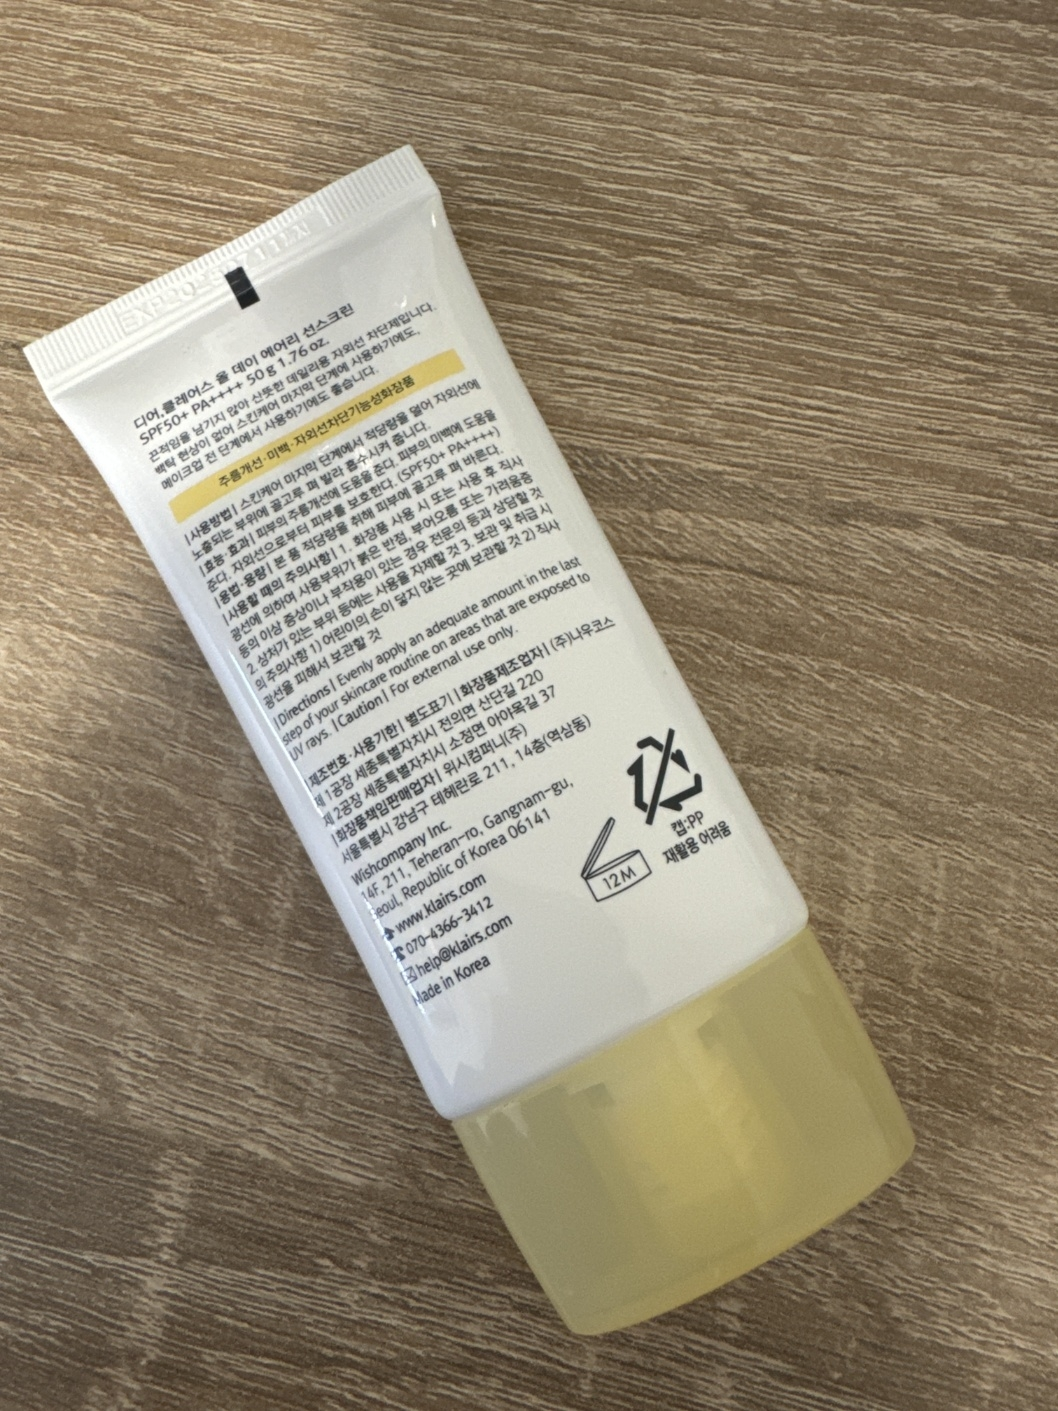 디어,클레어스 올 데이 에어리 선스크린
SPF50+ PA++++ 50 g 1.76 oz.
끈적임을 남기지 않아 산뜻한 데일리용 자외선 차단제입니다.
백탁 현상이 없어 스킨케어 마지막 단계에 사용하기에도,
메이크업 전 단계에서 사용하기에도 좋습니다.
주름개선·미백·자외선차단기능성화장품
|사용방법| 스킨케어 마지막 단계에서 적당량을 덜어 자외선에
노출되는 부위에 골고루 펴 발라 흡수시켜 줍니다.
|효능·효과| 피부의 주름개선에 도움을 준다. 피부의 미백에 도움을
준다. 자외선으로부터 피부를 보호한다. (SPF50+ PA++++)
|용법·용량| 본 품 적당량을 취해 피부에 골고루 펴 바른다.
|사용할 때의 주의사항| 1. 화장품 사용 시 또는 사용 후 직사
광선에 의하여 사용부위가 붉은 반점, 부어오름 또는 가려움증
등의 이상 증상이나 부작용이 있는 경우 전문의 등과 상담할 것
2. 상처가 있는 부위 등에는 사용을 자제할 것 3. 보관 및 취급 시
의 주의사항 1) 어린이의 손이 닿지 않는 곳에 보관할 것 2) 직사
광선을 피해서 보관할 것
|Directions| Evenly apply an adequate amount in the last
step of your skincare routine on areas that are exposed to
UV rays. |Caution| For external use only.
|제조번호·사용기한| 별도표기 |화장품제조업자| (주)나우코스
제 1공장 세종특별자치시 전의면 산단길 220
제 2공장 세종특별자치시 소정면 아야목길 37
|화장품책임판매업자| 위시컴퍼니(주)
서울특별시 강남구 테헤란로 211, 14층(역삼동)
Wishcompany Inc.
14F, 211, Teheran-ro, Gangnam-gu,
Seoul, Republic of Korea 06141
www.klairs.com
070-4366-3412
help@klairs.com
Made in Korea
12M
캡:PP
재활용 어려움